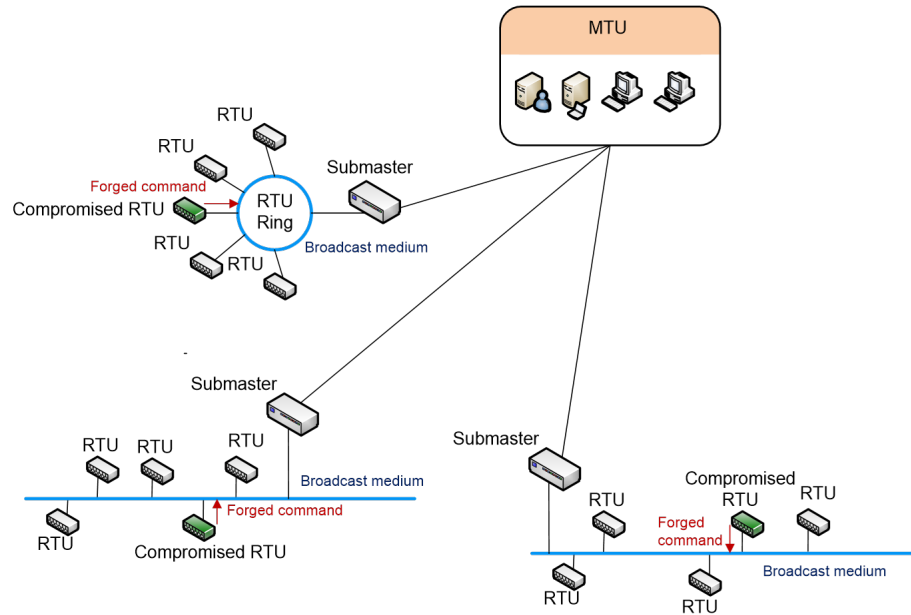 MTU
RTU
RTU
Submaster
Forged command
Compromised RTU
RTU
Ring
RTU
RTU
Broadcast medium
-
Submaster
RTU
RTU
RTU
Broadcast medium
Forged command
RTU
Compromised RTU
Submaster
Compromised
RTU
RTU
RTU
Forged
command
Broadcast medium
RTU
RTU